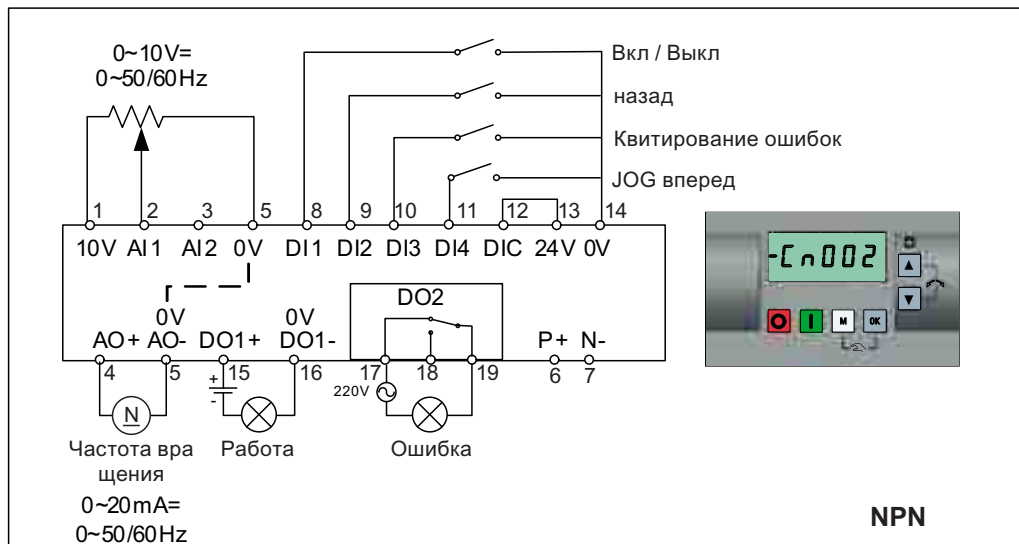 0~10V=
0~50/60Hz
Вкл / Выкл
назад
Квитирование ошибок
JOG вперед
1 2 3 5 8 9 10 11 12 13 14
10V AI1 AI2 0V DI1 DI2 DI3 DI4 DIC 24V 0V
-Cn002
M OK
DO2
0V 0V
AO+ AO- DO1+ DO1- P+ N-
4 5 15 16 17 18 19 6 7
+
-
220V
N
Частота вра
щения
Работа
Ошибка
0~20mA=
0~50/60Hz
NPN